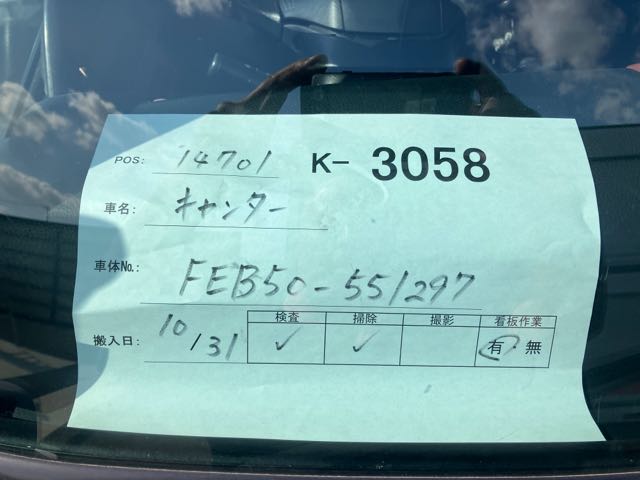 POS: 14701 K- 3058
車名: キャンター
車体No.: FEB50-551297
検査 掃除 撮影 看板作業
搬入日: 10/31 ✓ ✓ 有・無